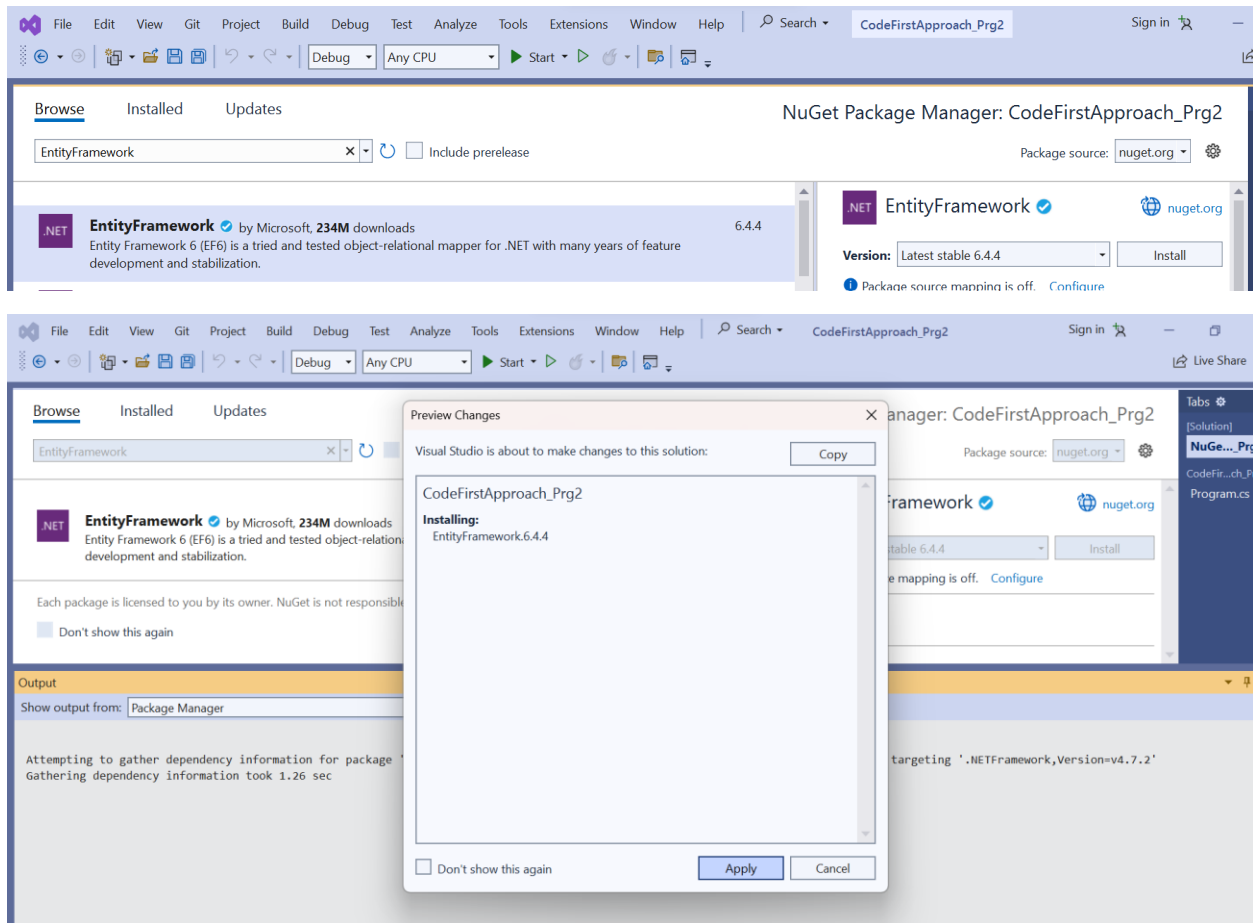 File Edit View Git Project Build Debug Test Analyze Tools Extensions Window Help Search CodeFirstApproach_Prg2 Sign in
Debug Any CPU Start
Browse Installed Updates
NuGet Package Manager: CodeFirstApproach_Prg2
EntityFramework
Include prerelease
Package source: nuget.org
.NET
EntityFramework by Microsoft, 234M downloads 6.4.4
Entity Framework 6 (EF6) is a tried and tested object-relational mapper for .NET with many years of feature
development and stabilization.
.NET EntityFramework nuget.org
Version: Latest stable 6.4.4 Install
Package source mapping is off. Configure
File Edit View Git Project Build Debug Test Analyze Tools Extensions Window Help Search CodeFirstApproach_Prg2 Sign in
Debug Any CPU Start Live Share
Browse Installed Updates
anager: CodeFirstApproach_Prg2
EntityFramework
Package source: nuget.org
.NET
EntityFramework by Microsoft, 234M downloads
Entity Framework 6 (EF6) is a tried and tested object-relation
development and stabilization.
Each package is licensed to you by its owner. NuGet is not responsible
Don't show this again
Preview Changes
Visual Studio is about to make changes to this solution:
Copy
CodeFirstApproach_Prg2
Installing:
EntityFramework.6.4.4
Don't show this again
Apply Cancel
ramework nuget.org
table 6.4.4 Install
e mapping is off. Configure
Tabs
[Solution]
NuGe..._Prg
CodeFir...ch_P
Program.cs
Output
Show output from: Package Manager
Attempting to gather dependency information for package ' targeting '.NETFramework,Version=v4.7.2'
Gathering dependency information took 1.26 sec